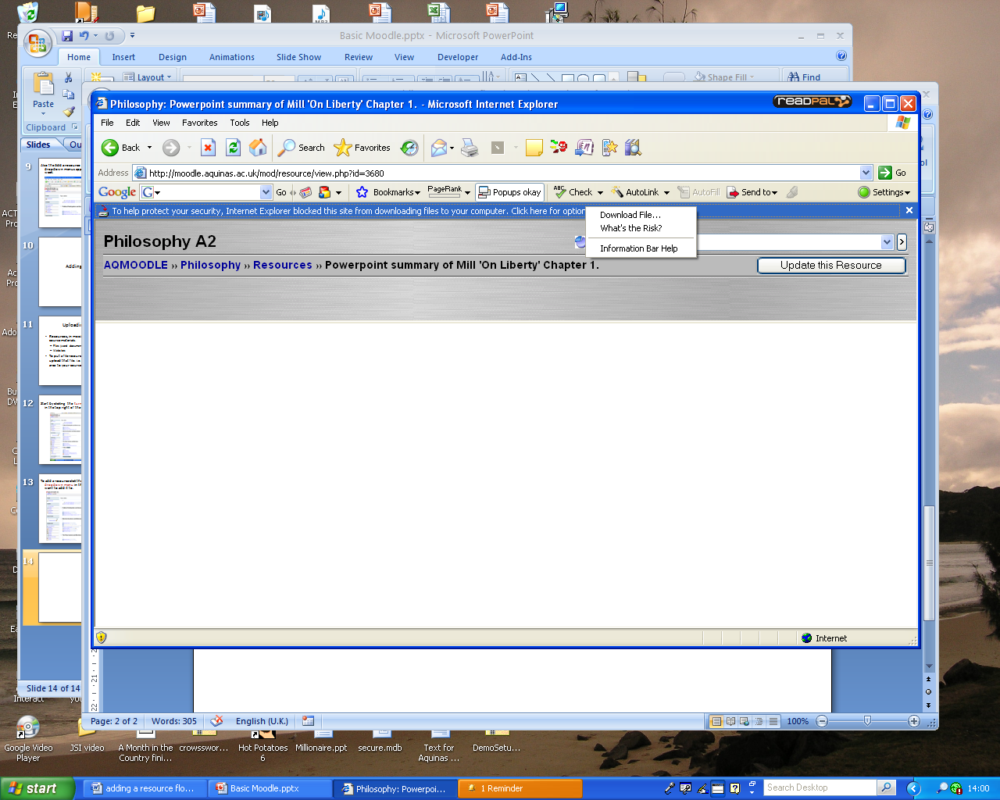 Basic Moodle.pptx - Microsoft PowerPoint
Home Insert Design Animations Slide Show Review View Developer Add-Ins
Layout Shape Fill Find
Paste
Clipboard
Philosophy: Powerpoint summary of Mill 'On Liberty' Chapter 1. - Microsoft Internet Explorer
readpal
File Edit View Favorites Tools Help
Back Search Favorites
Address http://moodle.aquinas.ac.uk/mod/resource/view.php?id=3680 Go
Google G Go Bookmarks PageRank Popups okay ABC Check AutoLink AutoFill Send to Settings
To help protect your security, Internet Explorer blocked this site from downloading files to your computer. Click here for option
Download File...
What's the Risk?
Information Bar Help
Philosophy A2
AQMOODLE ›› Philosophy ›› Resources ›› Powerpoint summary of Mill 'On Liberty' Chapter 1.
Update this Resource
Slides Ou
9
10
Adding
11
Uploadin
12
13
14
Internet
Slide 14 of 14
Interact
Page: 2 of 2 Words: 305 English (U.K.) 100%
Google Video Player
JSI video
A Month in the Country fini...
crosswor...
Hot Potatoes 6
Millionaire.ppt
secure.mdb
Text for Aquinas ...
DemoSetu...
start adding a resource flo... Basic Moodle.pptx Philosophy: Powerpoi... 1 Reminder Search Desktop 14:00